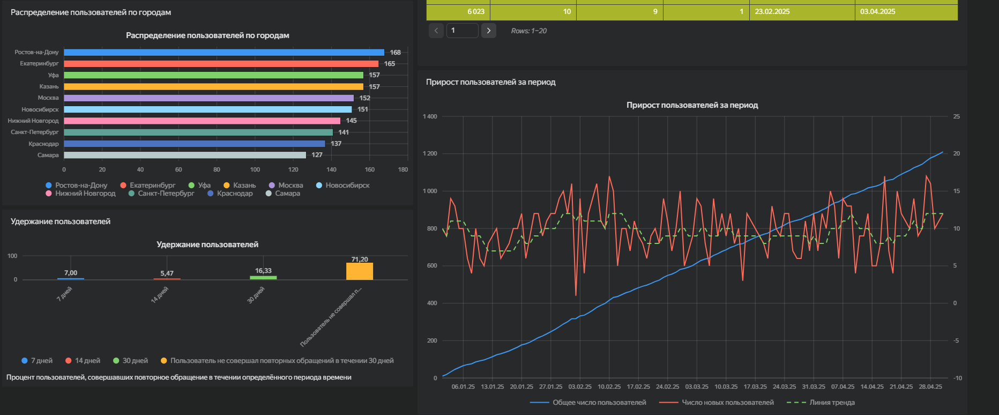 Распределение пользователей по городам
Распределение пользователей по городам
Ростов-на-Дону 168
Екатеринбург 165
Уфа 157
Казань 157
Москва 152
Новосибирск 151
Нижний Новгород 145
Санкт-Петербург 141
Краснодар 137
Самара 127
0 20 40 60 80 100 120 140 160 180
Ростов-на-Дону Екатеринбург Уфа Казань Москва Новосибирск
Нижний Новгород Санкт-Петербург Краснодар Самара
Удержание пользователей
Удержание пользователей
100
0
7,00 5,47 16,33 71,20
7 дней
14 дней
30 дней
Пользователь не совершал п...
7 дней 14 дней 30 дней Пользователь не совершал повторных обращений в течении 30 дней
Процент пользователей, совершавших повторное обращение в течении определённого периода времени
6 023 10 9 1 23.02.2025 03.04.2025
< 1 > Rows: 1–20
Прирост пользователей за период
Прирост пользователей за период
1 400 25
1 200 20
1 000 15
800 10
600 5
400 0
200 -5
0 -10
06.01.25 13.01.25 20.01.25 27.01.25 03.02.25 10.02.25 17.02.25 24.02.25 03.03.25 10.03.25 17.03.25 24.03.25 31.03.25 07.04.25 14.04.25 21.04.25 28.04.25
Общее число пользователей Число новых пользователей Линия тренда